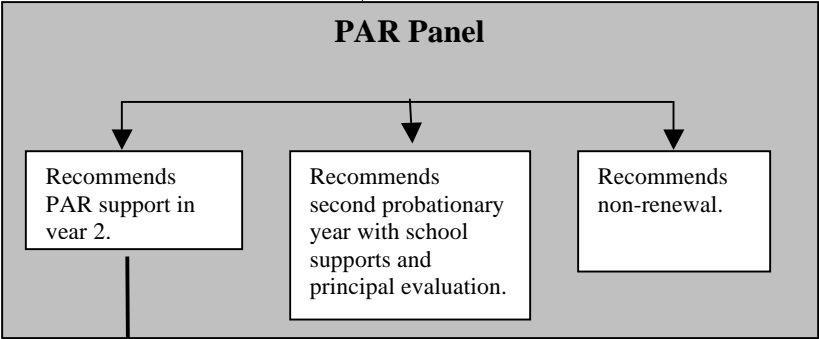 PAR Panel
Recommends
PAR support in
year 2.
Recommends
second probationary
year with school
supports and
principal evaluation.
Recommends
non-renewal.